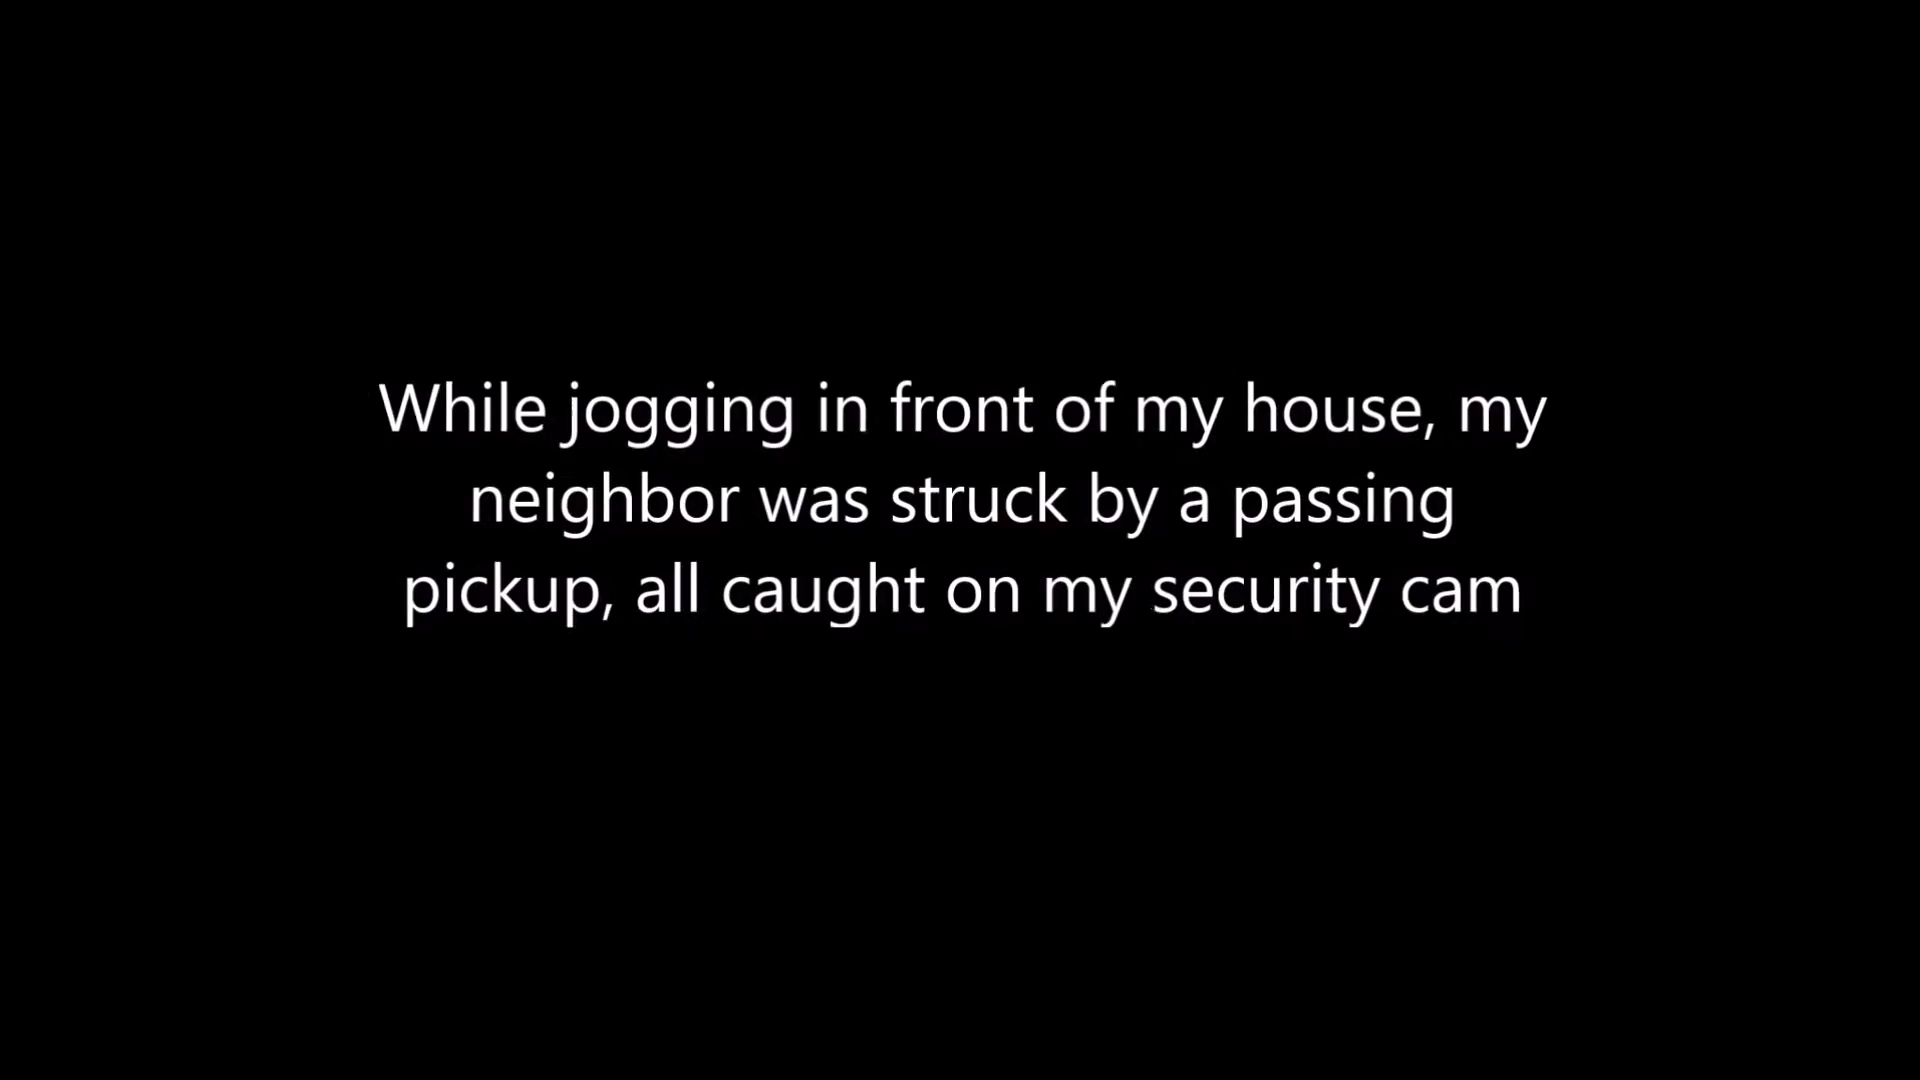 While jogging in front of my house, my
neighbor was struck by a passing
pickup, all caught on my security cam